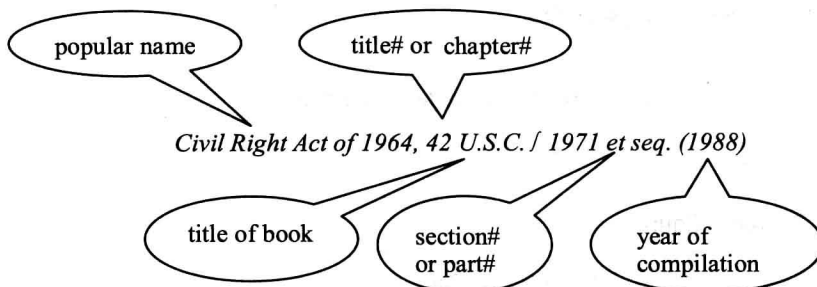 popular name
title# or chapter#
Civil Right Act of 1964, 42 U.S.C. ∫ 1971 et seq. (1988)
title of book
section#
or part#
year of
compilation